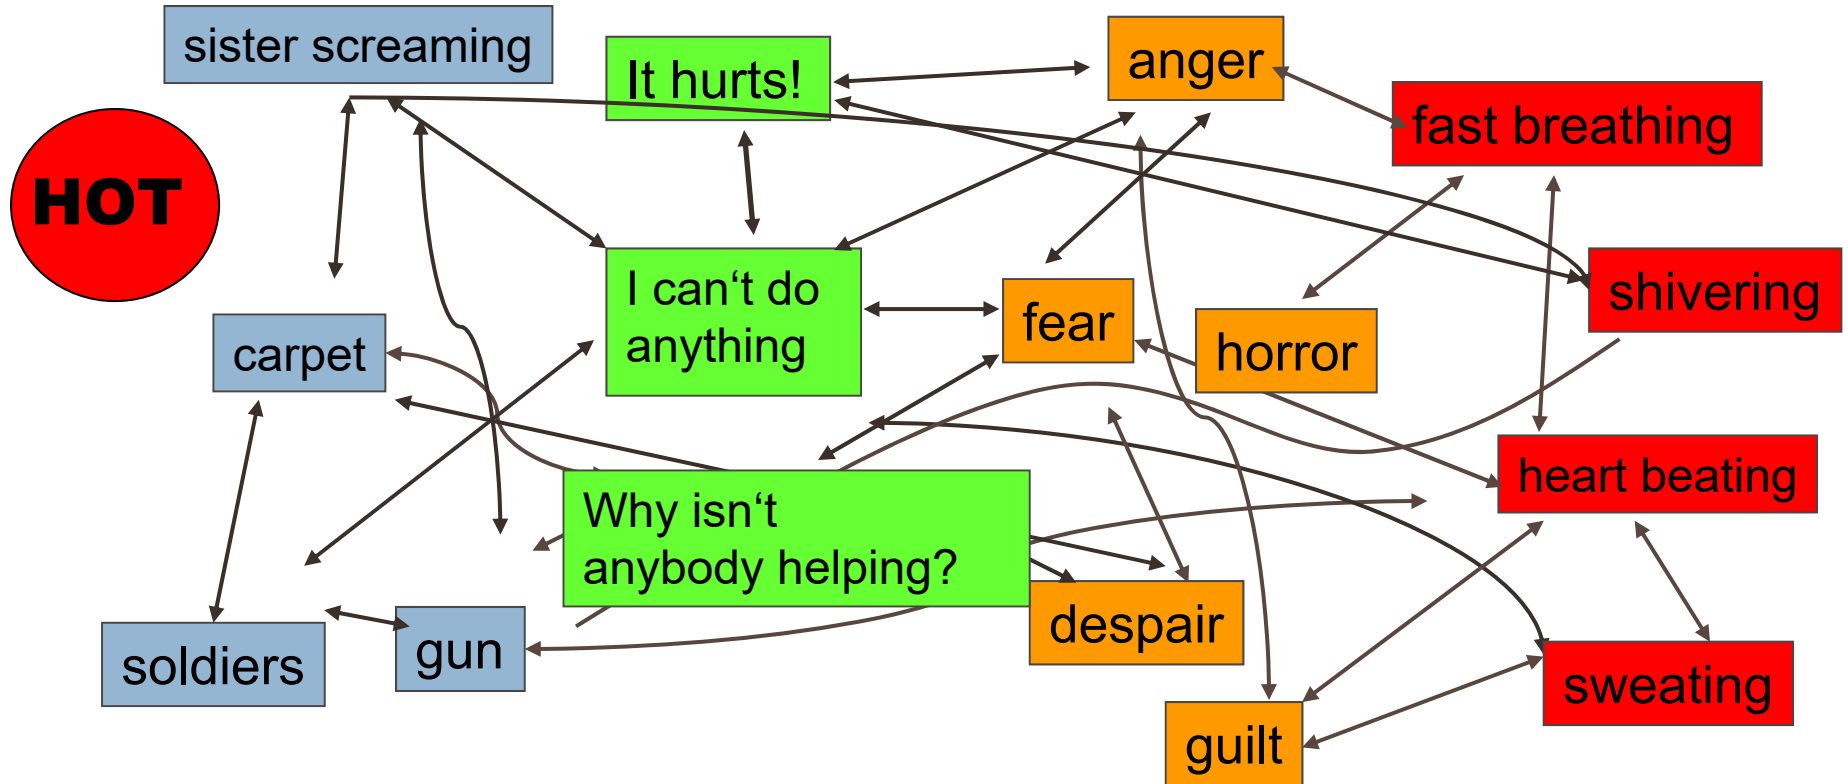 sister screaming
It hurts!
anger
fast breathing
HOT
I can‘t do
anything
fear
horror
shivering
carpet
heart beating
Why isn‘t
anybody helping?
despair
soldiers
gun
sweating
guilt